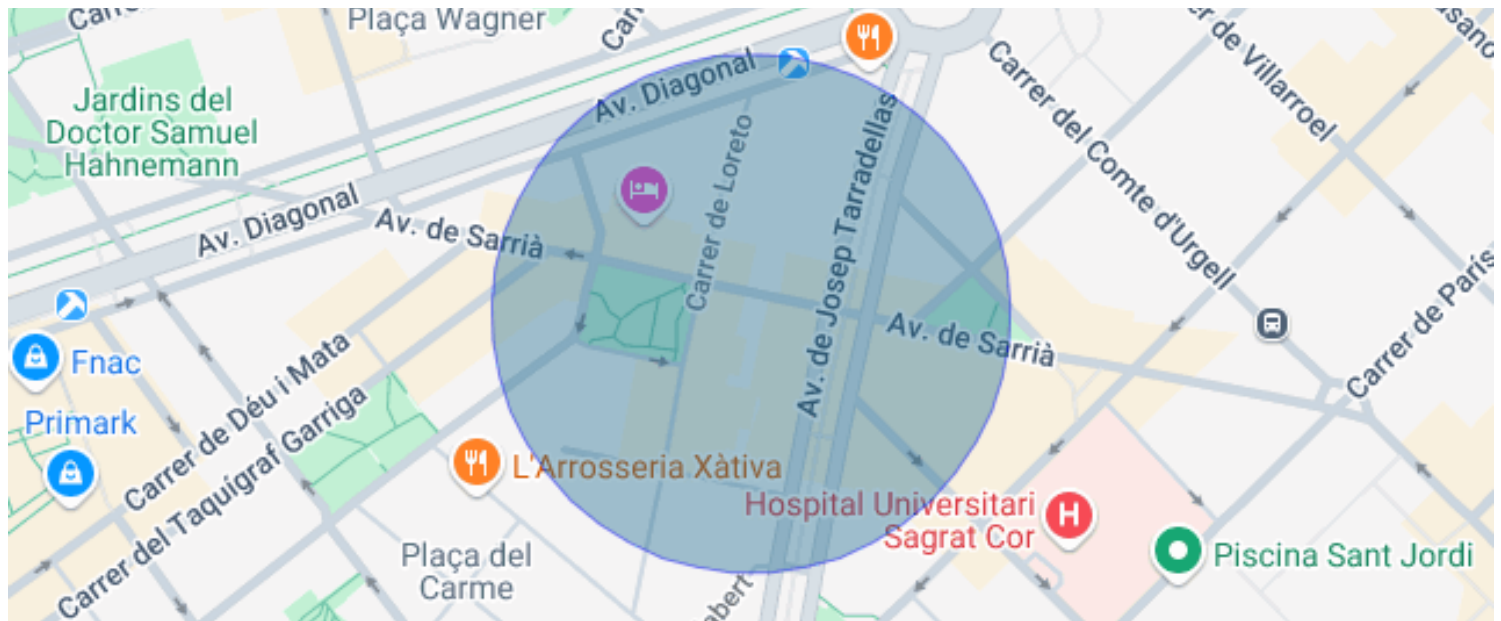 Plaça Wagner
Jardins del
Doctor Samuel
Hahnemann
Av. Diagonal
Av. Diagonal
Av. de Sarrià
Carrer de Loreto
Av. de Josep Tarradellas
Carrer del Comte d'Urgell
er de Villarroel
Av. de Sarrià
Carrer de París
Fnac
Primark
Carrer de Déu i Mata
Carrer del Taquígraf Garriga
L'Arrosseria Xàtiva
Hospital Universitari
Sagrat Cor
H
Plaça del
Carme
Piscina Sant Jordi